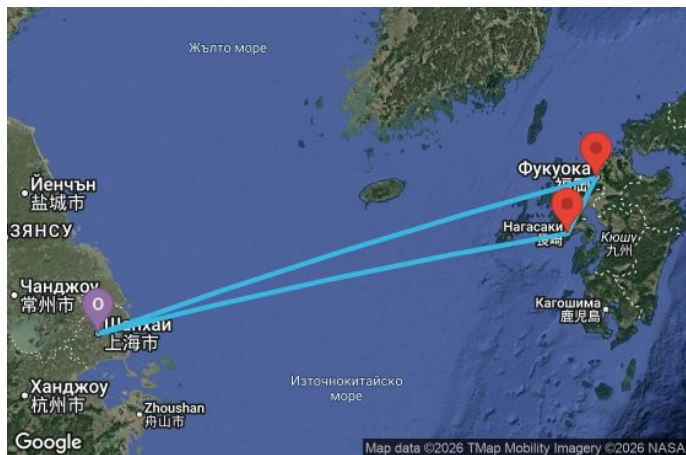 Жълто море
Фукуока
Йенчън
盐城市
Нагасаки
長崎
Кюшу
九州
ДЗЯНСУ
Чанджоу
常州市
O
Шанхай
上海市
Кагошима
鹿児島
Източнокитайско
море
Ханджоу
杭州市
Zhoushan
舟山市
Google
Map data ©2026 TMap Mobility Imagery ©2026 NASA